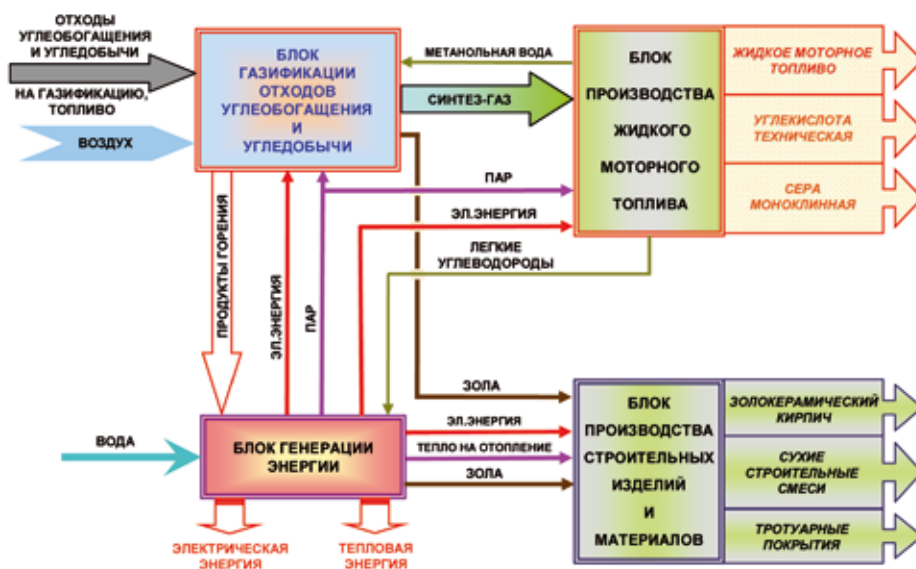 ОТХОДЫ
УГЛЕОБОГАЩЕНИЯ
И УГЛЕДОБЫЧИ
НА ГАЗИФИКАЦИЮ,
ТОПЛИВО
ВОЗДУХ
БЛОК
ГАЗИФИКАЦИИ
ОТХОДОВ
УГЛЕОБОГАЩЕНИЯ
И
УГЛЕДОБЫЧИ
МЕТАНОЛЬНАЯ ВОДА
СИНТЕЗ-ГАЗ
ПАР
ЭЛ.ЭНЕРГИЯ
ЛЕГКИЕ
УГЛЕВОДОРОДЫ
БЛОК
ПРОИЗВОДСТВА
ЖИДКОГО
МОТОРНОГО
ТОПЛИВА
ЖИДКОЕ МОТОРНОЕ
ТОПЛИВО
УГЛЕКИСЛОТА
ТЕХНИЧЕСКАЯ
СЕРА
МОНОКЛИННАЯ
ПРОДУКТЫ ГОРЕНИЯ
ЭЛ.ЭНЕРГИЯ
ПАР
ЗОЛА
ВОДА
БЛОК ГЕНЕРАЦИИ
ЭНЕРГИИ
ЭЛ.ЭНЕРГИЯ
ТЕПЛО НА ОТОПЛЕНИЕ
ЗОЛА
ЭЛЕКТРИЧЕСКАЯ
ЭНЕРГИЯ
ТЕПЛОВАЯ
ЭНЕРГИЯ
БЛОК
ПРОИЗВОДСТВА
СТРОИТЕЛЬНЫХ
ИЗДЕЛИЙ
И
МАТЕРИАЛОВ
ЗОЛОКЕРАМИЧЕСКИЙ
КИРПИЧ
СУХИЕ
СТРОИТЕЛЬНЫЕ
СМЕСИ
ТРОТУАРНЫЕ
ПОКРЫТИЯ